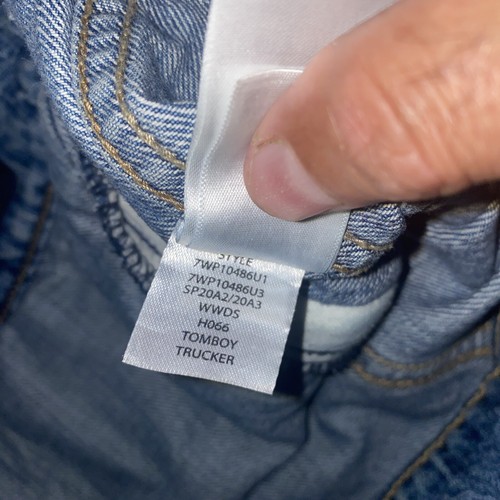 STYLE
7WP10486U1
7WP10486U3
SP20A2/20A3
WWDS
H066
TOMBOY
TRUCKER